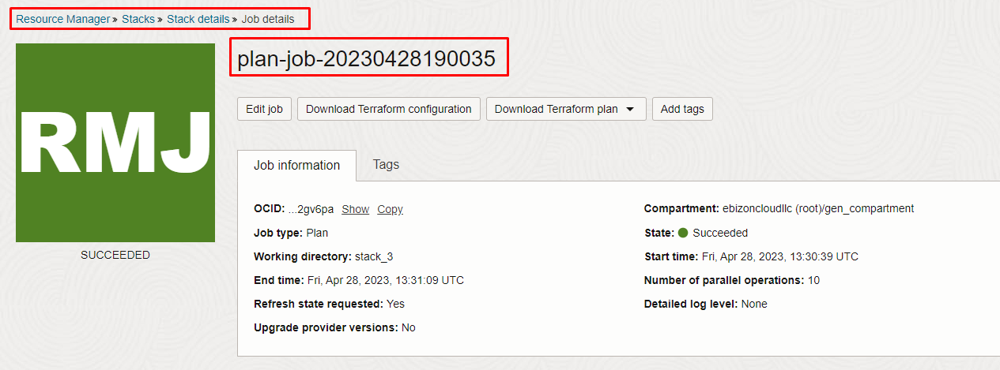 Resource Manager » Stacks » Stack details » Job details
RMJ
SUCCEEDED
plan-job-20230428190035
Edit job
Download Terraform configuration
Download Terraform plan
Add tags
Job information
Tags
OCID: ...2gv6pa Show Copy
Job type: Plan
Working directory: stack_3
End time: Fri, Apr 28, 2023, 13:31:09 UTC
Refresh state requested: Yes
Upgrade provider versions: No
Compartment: ebizoncloudllc (root)/gen_compartment
State: Succeeded
Start time: Fri, Apr 28, 2023, 13:30:39 UTC
Number of parallel operations: 10
Detailed log level: None